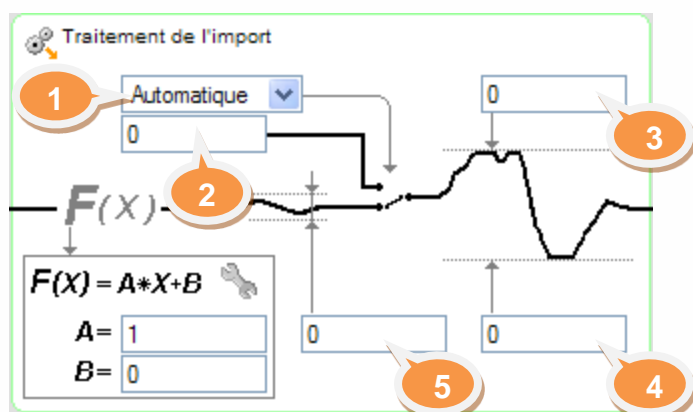 Traitement de l'import
1
Automatique
0
3
0
2
F(X)
F(X) = A*X+B
A= 1
0
0
B= 0
5
4